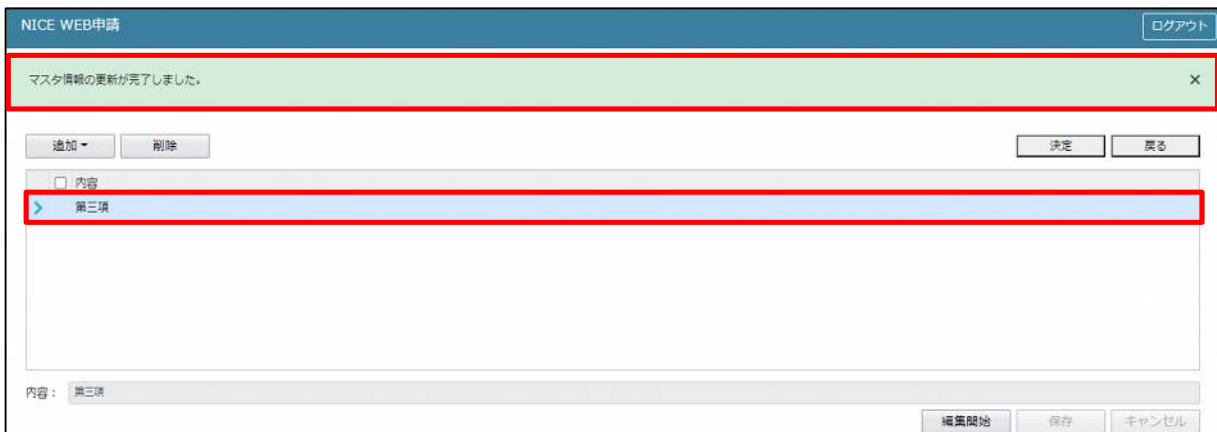 NICE WEB申請 ログアウト
マスタ情報の更新が完了しました。 ×
追加 削除 決定 戻る
内容
第三項
内容： 第三項
編集開始 保存 キャンセル